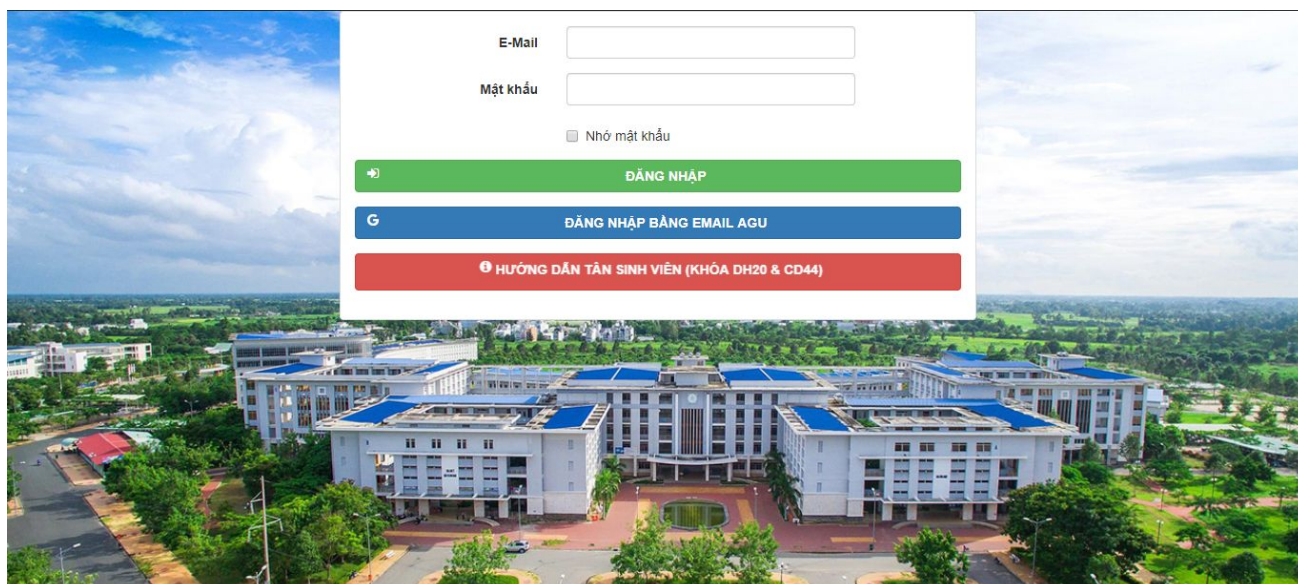 E-Mail
Mật khẩu
Nhớ mật khẩu
ĐĂNG NHẬP
ĐĂNG NHẬP BẰNG EMAIL AGU
HƯỚNG DẪN TÂN SINH VIÊN (KHÓA DH20 & CD44)